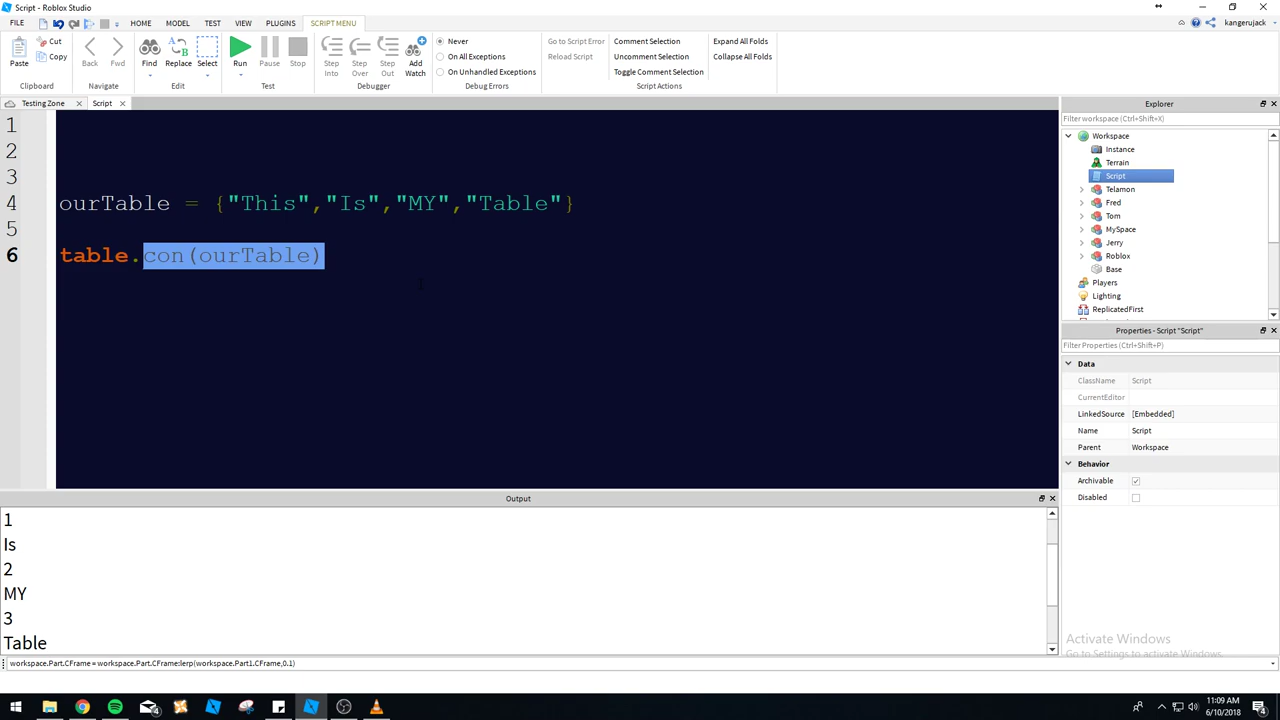 Script - Roblox Studio
FILE HOME MODEL TEST VIEW PLUGINS SCRIPT MENU kangerujack
Paste Cut Copy Back Fwd Find Replace Select Run Pause Stop Step Into Step Over Step Out Add Watch
Never
On All Exceptions
On Unhandled Exceptions
Go to Script Error
Reload Script
Comment Selection
Uncomment Selection
Toggle Comment Selection
Expand All Folds
Collapse All Folds
Clipboard Navigate Edit Test Debugger Debug Errors Script Actions
Testing Zone Script
1
2
3
4 ourTable = {"This","Is","MY","Table"}
5
6 table.con(ourTable)
Explorer
Filter workspace (Ctrl+Shift+X)
Workspace
Instance
Terrain
Script
Telamon
Fred
Tom
MySpace
Jerry
Roblox
Base
Players
Lighting
ReplicatedFirst
Properties - Script "Script"
Filter Properties (Ctrl+Shift+P)
Data
ClassName Script
CurrentEditor
LinkedSource [Embedded]
Name Script
Parent Workspace
Behavior
Archivable
Disabled
Output
1
Is
2
MY
3
Table
Activate Windows
Go to Settings to activate Windows.
workspace.Part.CFrame = workspace.Part.CFrame:lerp(workspace.Part1.CFrame,0.1)
11:09 AM
6/10/2018